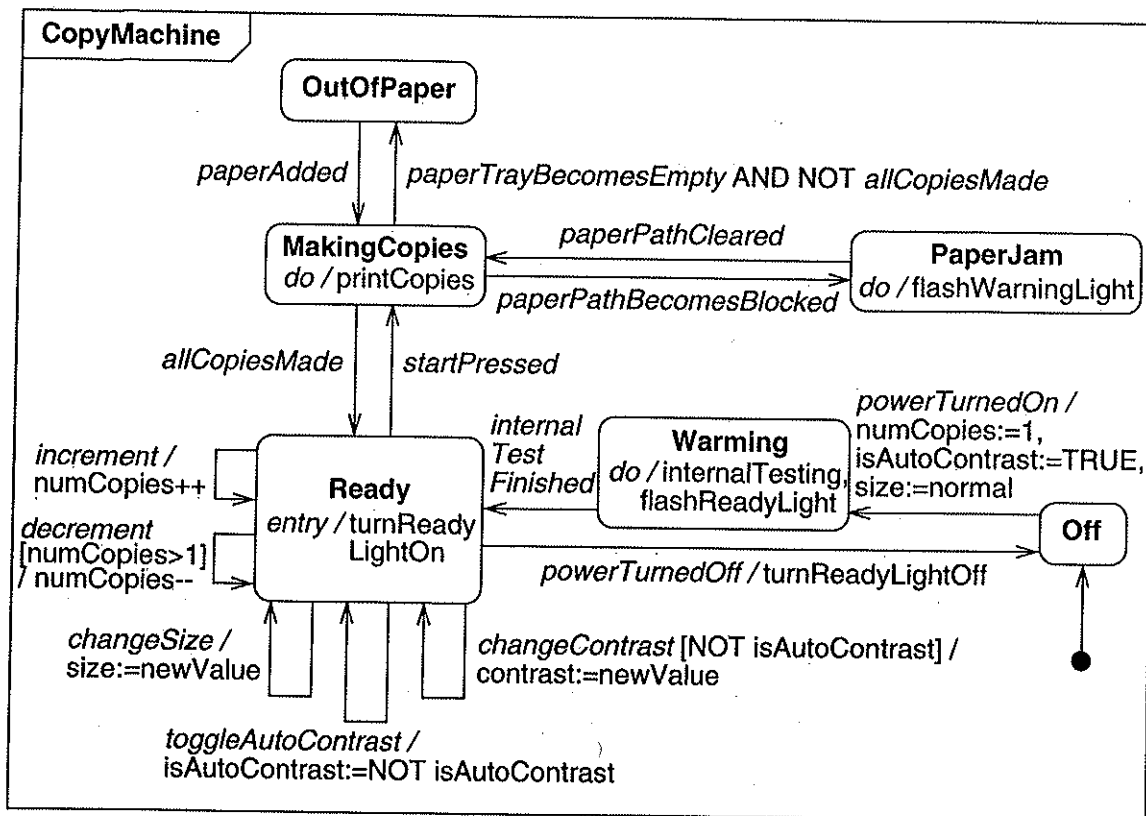 CopyMachine
OutOfPaper
paperAdded
paperTrayBecomesEmpty AND NOT allCopiesMade
MakingCopies
do / printCopies
paperPathCleared
paperPathBecomesBlocked
PaperJam
do / flashWarningLight
allCopiesMade
startPressed
internal
Test
Finished
Warming
do / internalTesting,
flashReadyLight
powerTurnedOn /
numCopies:=1,
isAutoContrast:=TRUE,
size:=normal
increment /
numCopies++
decrement
[numCopies>1]
/ numCopies--
Ready
entry / turnReady
LightOn
Off
powerTurnedOff / turnReadyLightOff
changeSize /
size:=newValue
changeContrast [NOT isAutoContrast] /
contrast:=newValue
toggleAutoContrast /
isAutoContrast:=NOT isAutoContrast